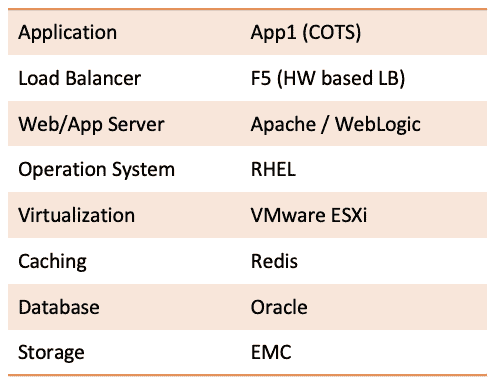 Application App1 (COTS)
Load Balancer F5 (HW based LB)
Web/App Server Apache / WebLogic
Operation System RHEL
Virtualization VMware ESXi
Caching Redis
Database Oracle
Storage EMC